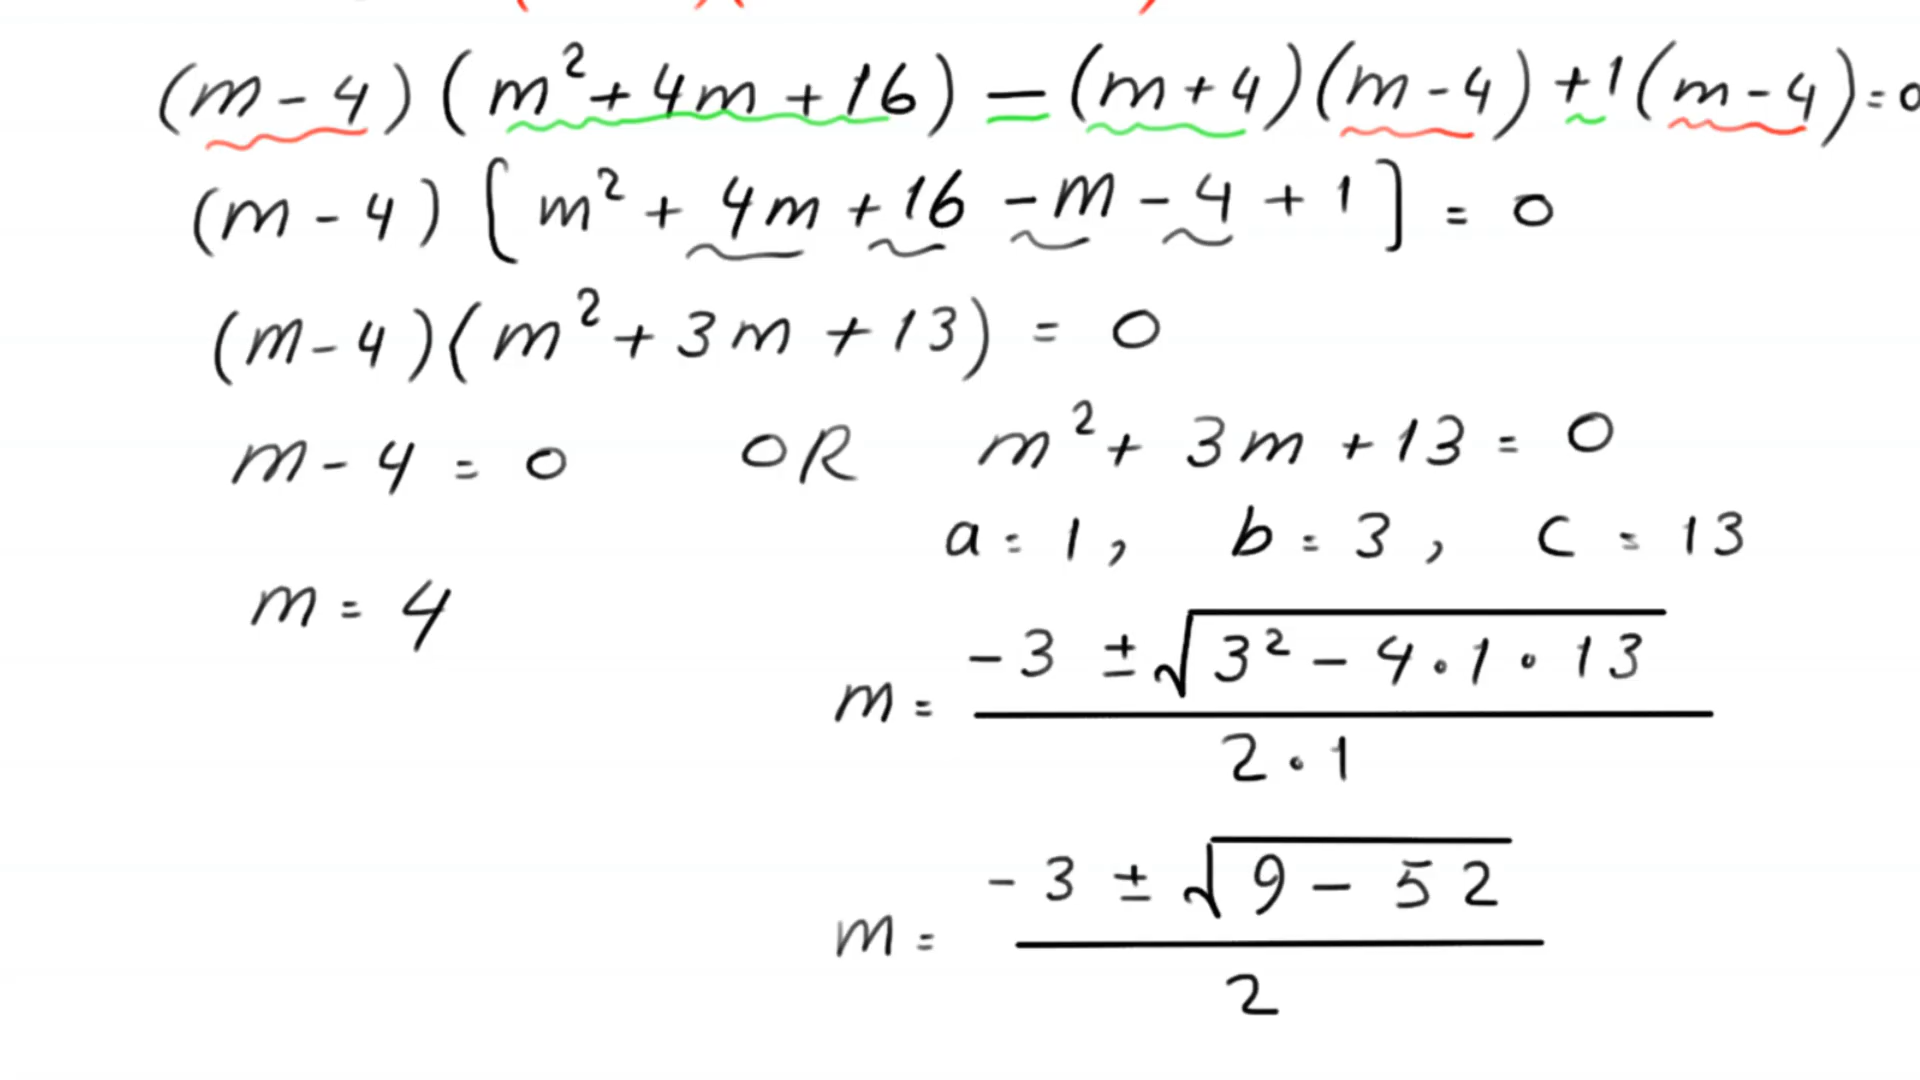 (m - 4) (m² + 4m + 16) − (m + 4)(m - 4) + 1(m - 4) = 0
(m - 4) [m² + 4m + 16 - m - 4 + 1] = 0
(m - 4)(m² + 3m + 13) = 0
m - 4 = 0 OR m² + 3m + 13 = 0
a = 1, b = 3, c = 13
m = 4
m = (-3 ± √(3² - 4·1·13)) / (2·1)
m = (-3 ± √(9 - 52)) / 2